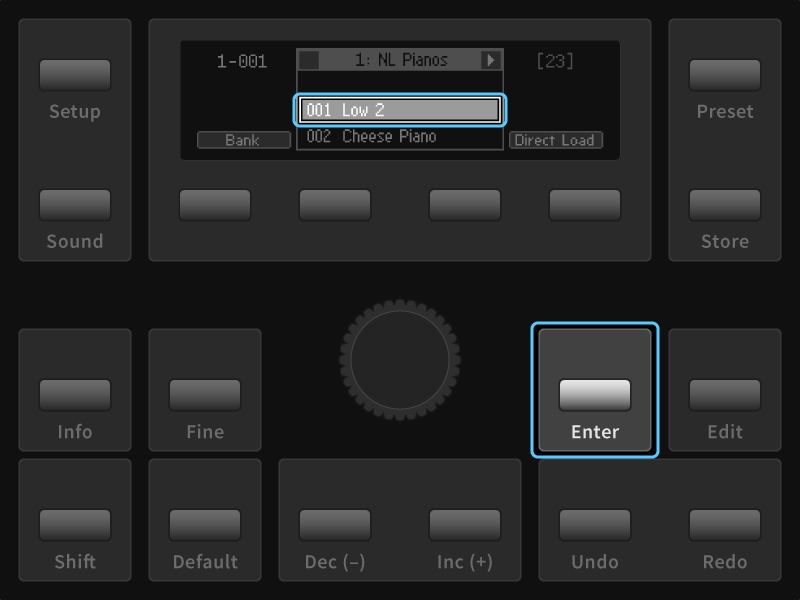 1-001
1: NL Pianos
[23]
001 Low 2
002 Cheese Piano
Bank
Direct Load
Setup
Preset
Sound
Store
Info
Fine
Enter
Edit
Shift
Default
Dec (–)
Inc (+)
Undo
Redo